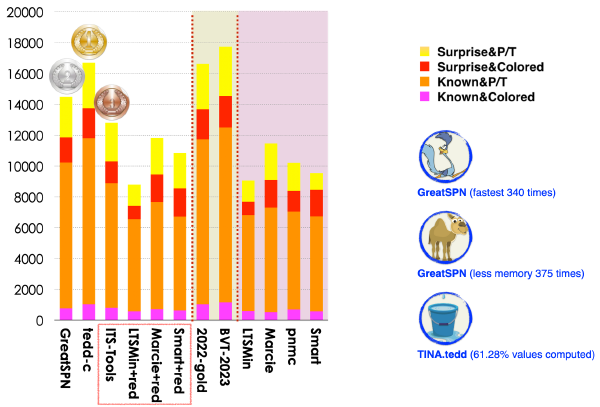 20000
18000
16000
14000
12000
10000
8000
6000
4000
2000
0
GreatSPN
tedd-c
LTS-Tools
LTSMin+red
Marcie+red
Smart+red
2022-gold
BVT-2023
LTSMin
Marcie
pnmc
Smart
Surprise&P/T
Surprise&Colored
Known&P/T
Known&Colored
GreatSPN (fastest 340 times)
GreatSPN (less memory 375 times)
TINA.tedd (61.28% values computed)